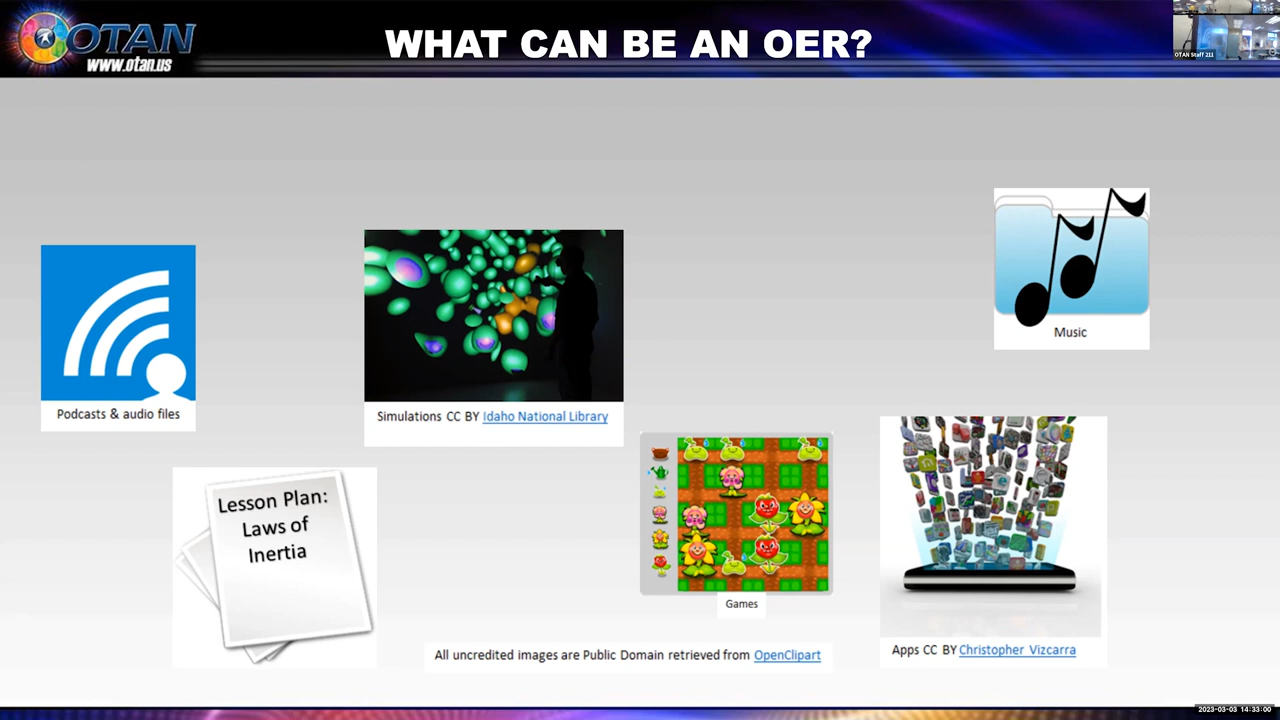 OTAN
www.otan.us
WHAT CAN BE AN OER?
OTAN Staff 211
Music
Podcasts & audio files
Simulations CC BY Idaho National Library
Lesson Plan:
Laws of
Inertia
Games
All uncredited images are Public Domain retrieved from OpenClipart
Apps CC BY Christopher Vizcarra
2023-03-03 14:33:00